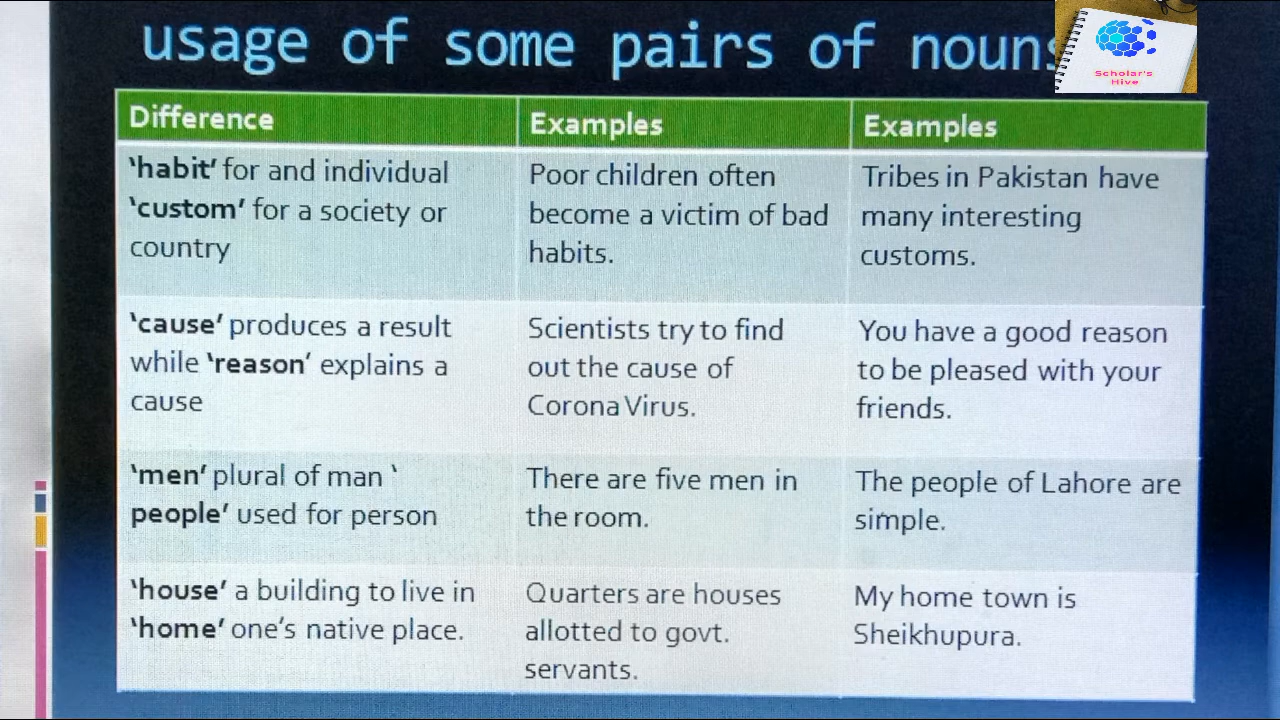 usage of some pairs of nouns
Scholar's
Hive
Difference
Examples
Examples
‘habit’ for and individual
‘custom’ for a society or
country
Poor children often
become a victim of bad
habits.
Tribes in Pakistan have
many interesting
customs.
‘cause’ produces a result
while ‘reason’ explains a
cause
Scientists try to find
out the cause of
Corona Virus.
You have a good reason
to be pleased with your
friends.
‘men’ plural of man ‘
people’ used for person
There are five men in
the room.
The people of Lahore are
simple.
‘house’ a building to live in
‘home’ one’s native place.
Quarters are houses
allotted to govt.
servants.
My home town is
Sheikhupura.